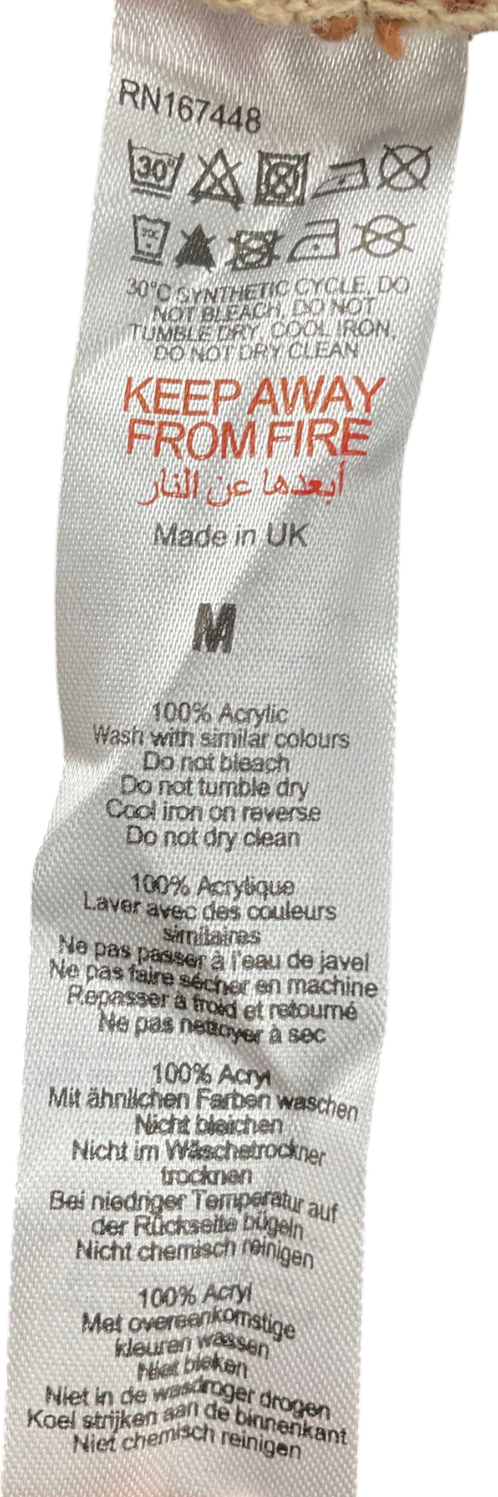 RN167448
30°
30C
30°C SYNTHETIC CYCLE, DO
NOT BLEACH, DO NOT
TUMBLE DRY, COOL IRON,
DO NOT DRY CLEAN
KEEP AWAY
FROM FIRE
أبعدها عن النار
Made in UK
M
100% Acrylic
Wash with similar colours
Do not bleach
Do not tumble dry
Cool iron on reverse
Do not dry clean
100% Acrylique
Laver avec des couleurs
similaires
Ne pas passer à l'eau de javel
Ne pas faire sécher en machine
Repasser à froid et retourné
Ne pas nettoyer à sec
100% Acryl
Mit ähnlichen Farben waschen
Nicht bleichen
Nicht im Wäschetrockner
trocknen
Bei niedriger Temperatur auf
der Rückseite bügeln
Nicht chemisch reinigen
100% Acryl
Met overeenkomstige
kleuren wassen
Niet bleken
Niet in de wasdroger drogen
Koel strijken aan de binnenkant
Niet chemisch reinigen